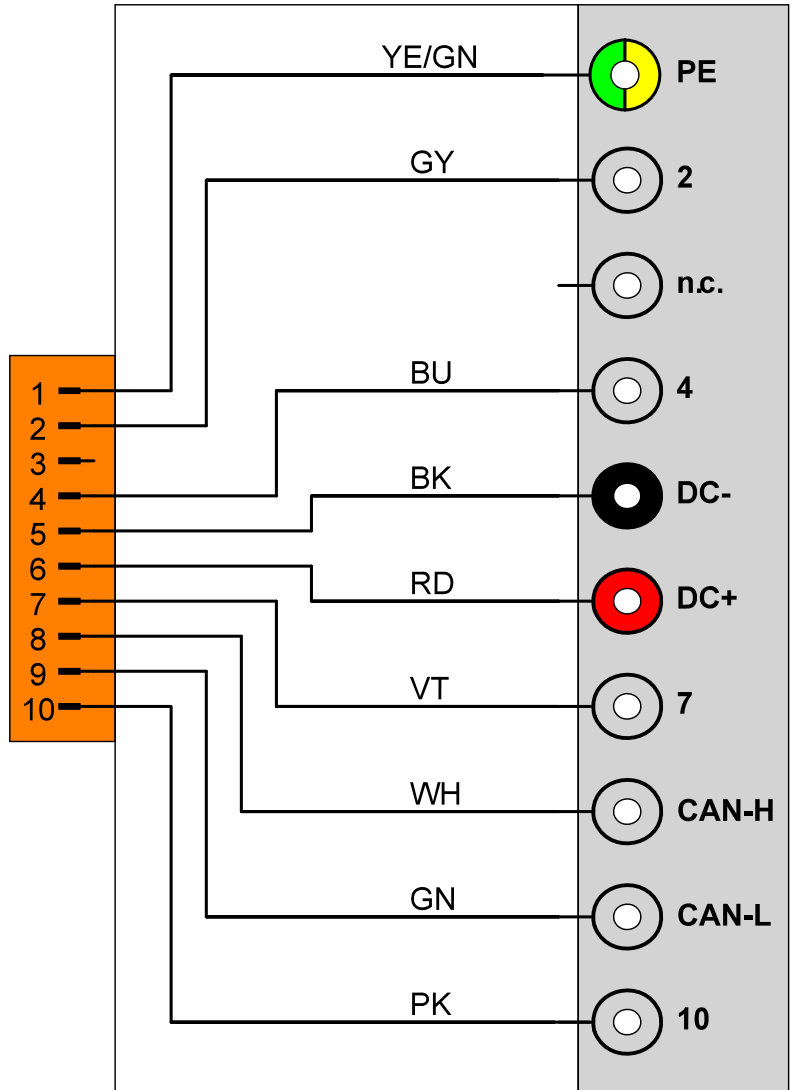 YE/GN PE
GY 2
n.c.
BU 4
BK DC-
RD DC+
VT 7
WH CAN-H
GN CAN-L
PK 10
1
2
3
4
5
6
7
8
9
10